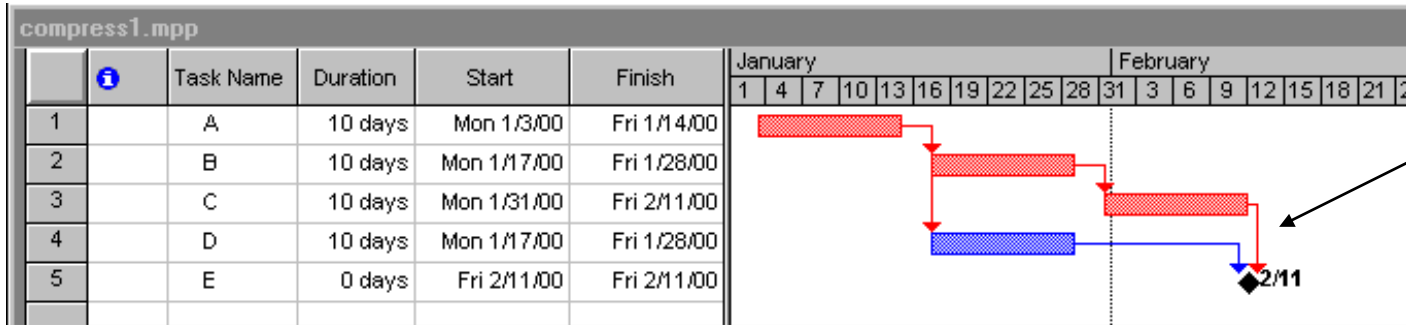 compress1.mpp
Task Name Duration Start Finish January February
1 4 7 10 13 16 19 22 25 28 31 3 6 9 12 15 18 21
1 A 10 days Mon 1/3/00 Fri 1/14/00
2 B 10 days Mon 1/17/00 Fri 1/28/00
3 C 10 days Mon 1/31/00 Fri 2/11/00
4 D 10 days Mon 1/17/00 Fri 1/28/00
5 E 0 days Fri 2/11/00 Fri 2/11/00 2/11